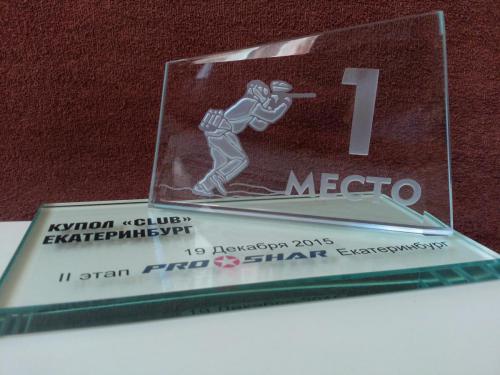 1
МЕСТО
КУПОЛ «CLUB»
ЕКАТЕРИНБУРГ
19 Декабря 2015
II этап PRO SHAR Екатеринбург